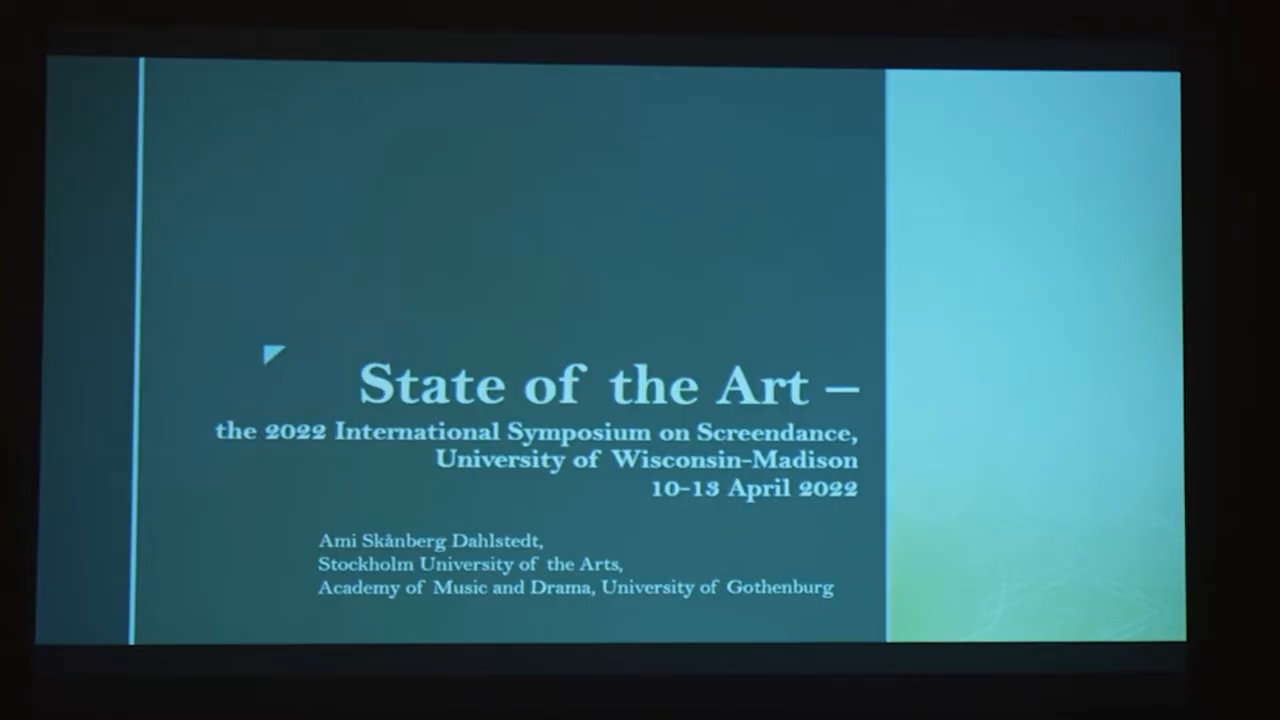 State of the Art –
the 2022 International Symposium on Screendance,
University of Wisconsin-Madison
10-13 April 2022
Ami Skånberg Dahlstedt,
Stockholm University of the Arts,
Academy of Music and Drama, University of Gothenburg